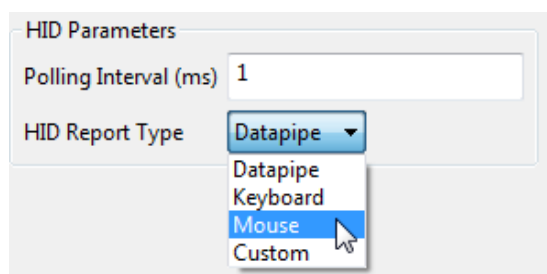 HID Parameters
Polling Interval (ms) 1
HID Report Type Datapipe
Datapipe
Keyboard
Mouse
Custom